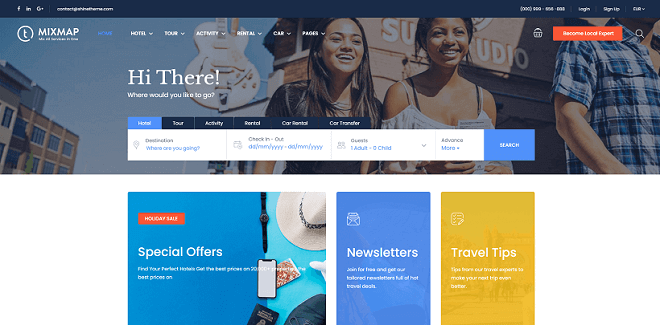 f in G+ contact@shinetheme.com (000) 999 - 656 - 888 Login Sign Up EUR
MIXMAP
Mix All Services in One
HOME HOTEL TOUR ACTIVITY RENTAL CAR PAGES Become Local Expert
Hi There!
Where would you like to go?
Hotel Tour Activity Rental Car Rental Car Transfer
Destination Check In - Out Guests Advance
Where are you going? dd/mm/yyyy - dd/mm/yyyy 1 Adult - 0 Child More + SEARCH
HOLIDAY SALE
Special Offers
Find Your Perfect Hotels Get the best prices on 20,000+ properties the
best prices on
Newsletters
Join for free and get our
tailored newsletters full of hot
travel deals.
Travel Tips
Tips from our travel experts to
make your next trip even
better.